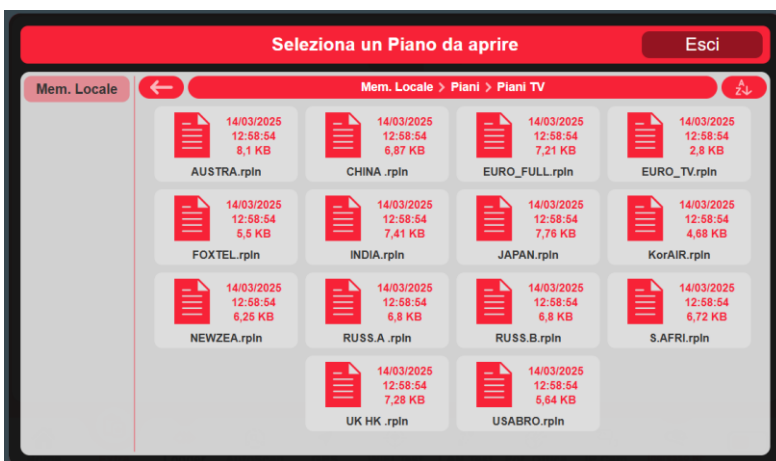 Seleziona un Piano da aprire
Esci
Mem. Locale
Mem. Locale > Piani > Piani TV
A
Z
14/03/2025
12:58:54
8,1 KB
AUSTRA.rpln
14/03/2025
12:58:54
6,87 KB
CHINA .rpln
14/03/2025
12:58:54
7,21 KB
EURO_FULL.rpln
14/03/2025
12:58:54
2,8 KB
EURO_TV.rpln
14/03/2025
12:58:54
5,5 KB
FOXTEL.rpln
14/03/2025
12:58:54
7,41 KB
INDIA.rpln
14/03/2025
12:58:54
7,76 KB
JAPAN.rpln
14/03/2025
12:58:54
4,68 KB
KorAIR.rpln
14/03/2025
12:58:54
6,25 KB
NEWZEA.rpln
14/03/2025
12:58:54
6,8 KB
RUSS.A .rpln
14/03/2025
12:58:54
6,8 KB
RUSS.B.rpln
14/03/2025
12:58:54
6,72 KB
S.AFRI.rpln
14/03/2025
12:58:54
7,28 KB
UK HK .rpln
14/03/2025
12:58:54
5,64 KB
USABRO.rpln